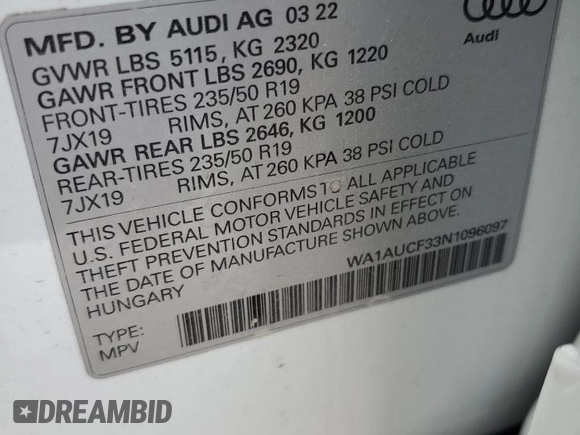 MFD. BY AUDI AG 03 22
Audi
GVWR LBS 5115, KG 2320
GAWR FRONT LBS 2690, KG 1220
FRONT-TIRES 235/50 R19
7JX19 RIMS, AT 260 KPA 38 PSI COLD
GAWR REAR LBS 2646, KG 1200
REAR-TIRES 235/50 R19
7JX19 RIMS, AT 260 KPA 38 PSI COLD
THIS VEHICLE CONFORMS TO ALL APPLICABLE
U.S. FEDERAL MOTOR VEHICLE SAFETY AND
THEFT PREVENTION STANDARDS IN EFFECT ON
THE DATE OF MANUFACTURE SHOWN ABOVE.
HUNGARY
WA1AUCF33N1096097
TYPE:
MPV
DREAMBID